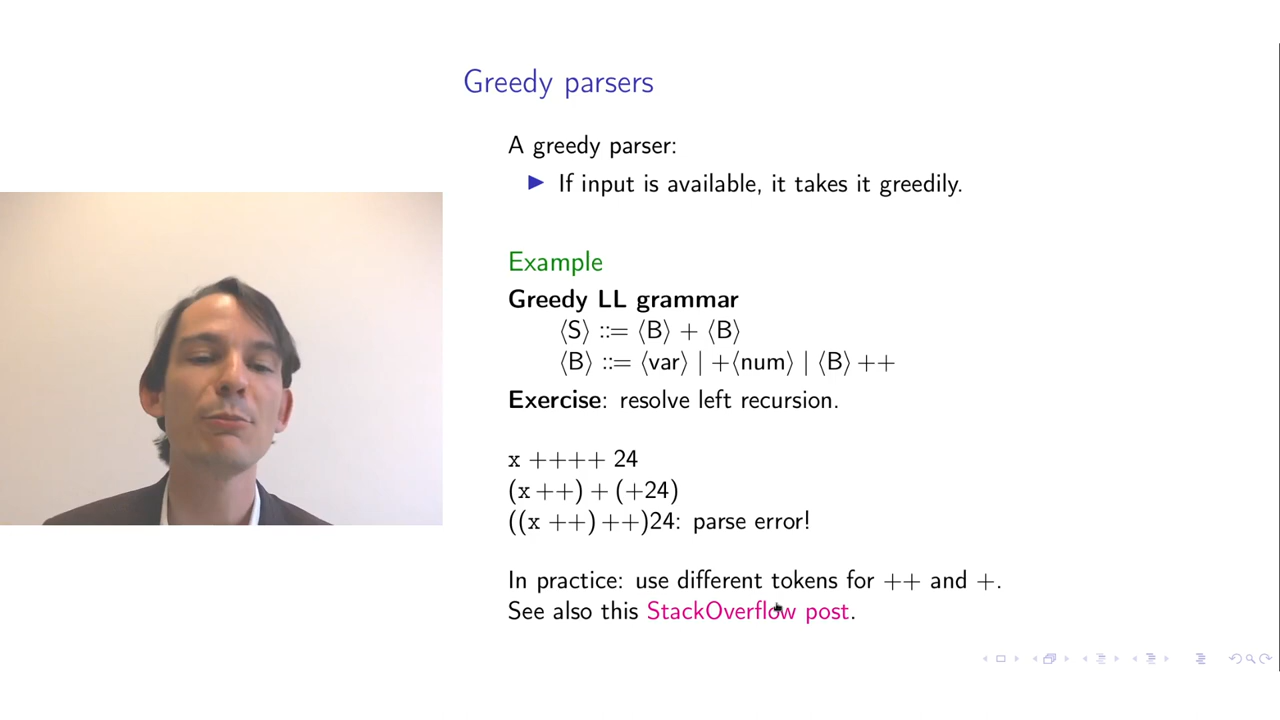 Greedy parsers
A greedy parser:
▶ If input is available, it takes it greedily.
Example
Greedy LL grammar
⟨S⟩ ::= ⟨B⟩ + ⟨B⟩
⟨B⟩ ::= ⟨var⟩ | +⟨num⟩ | ⟨B⟩ ++
Exercise: resolve left recursion.
x ++++ 24
(x ++) + (+24)
((x ++) ++)24: parse error!
In practice: use different tokens for ++ and +.
See also this StackOverflow post.